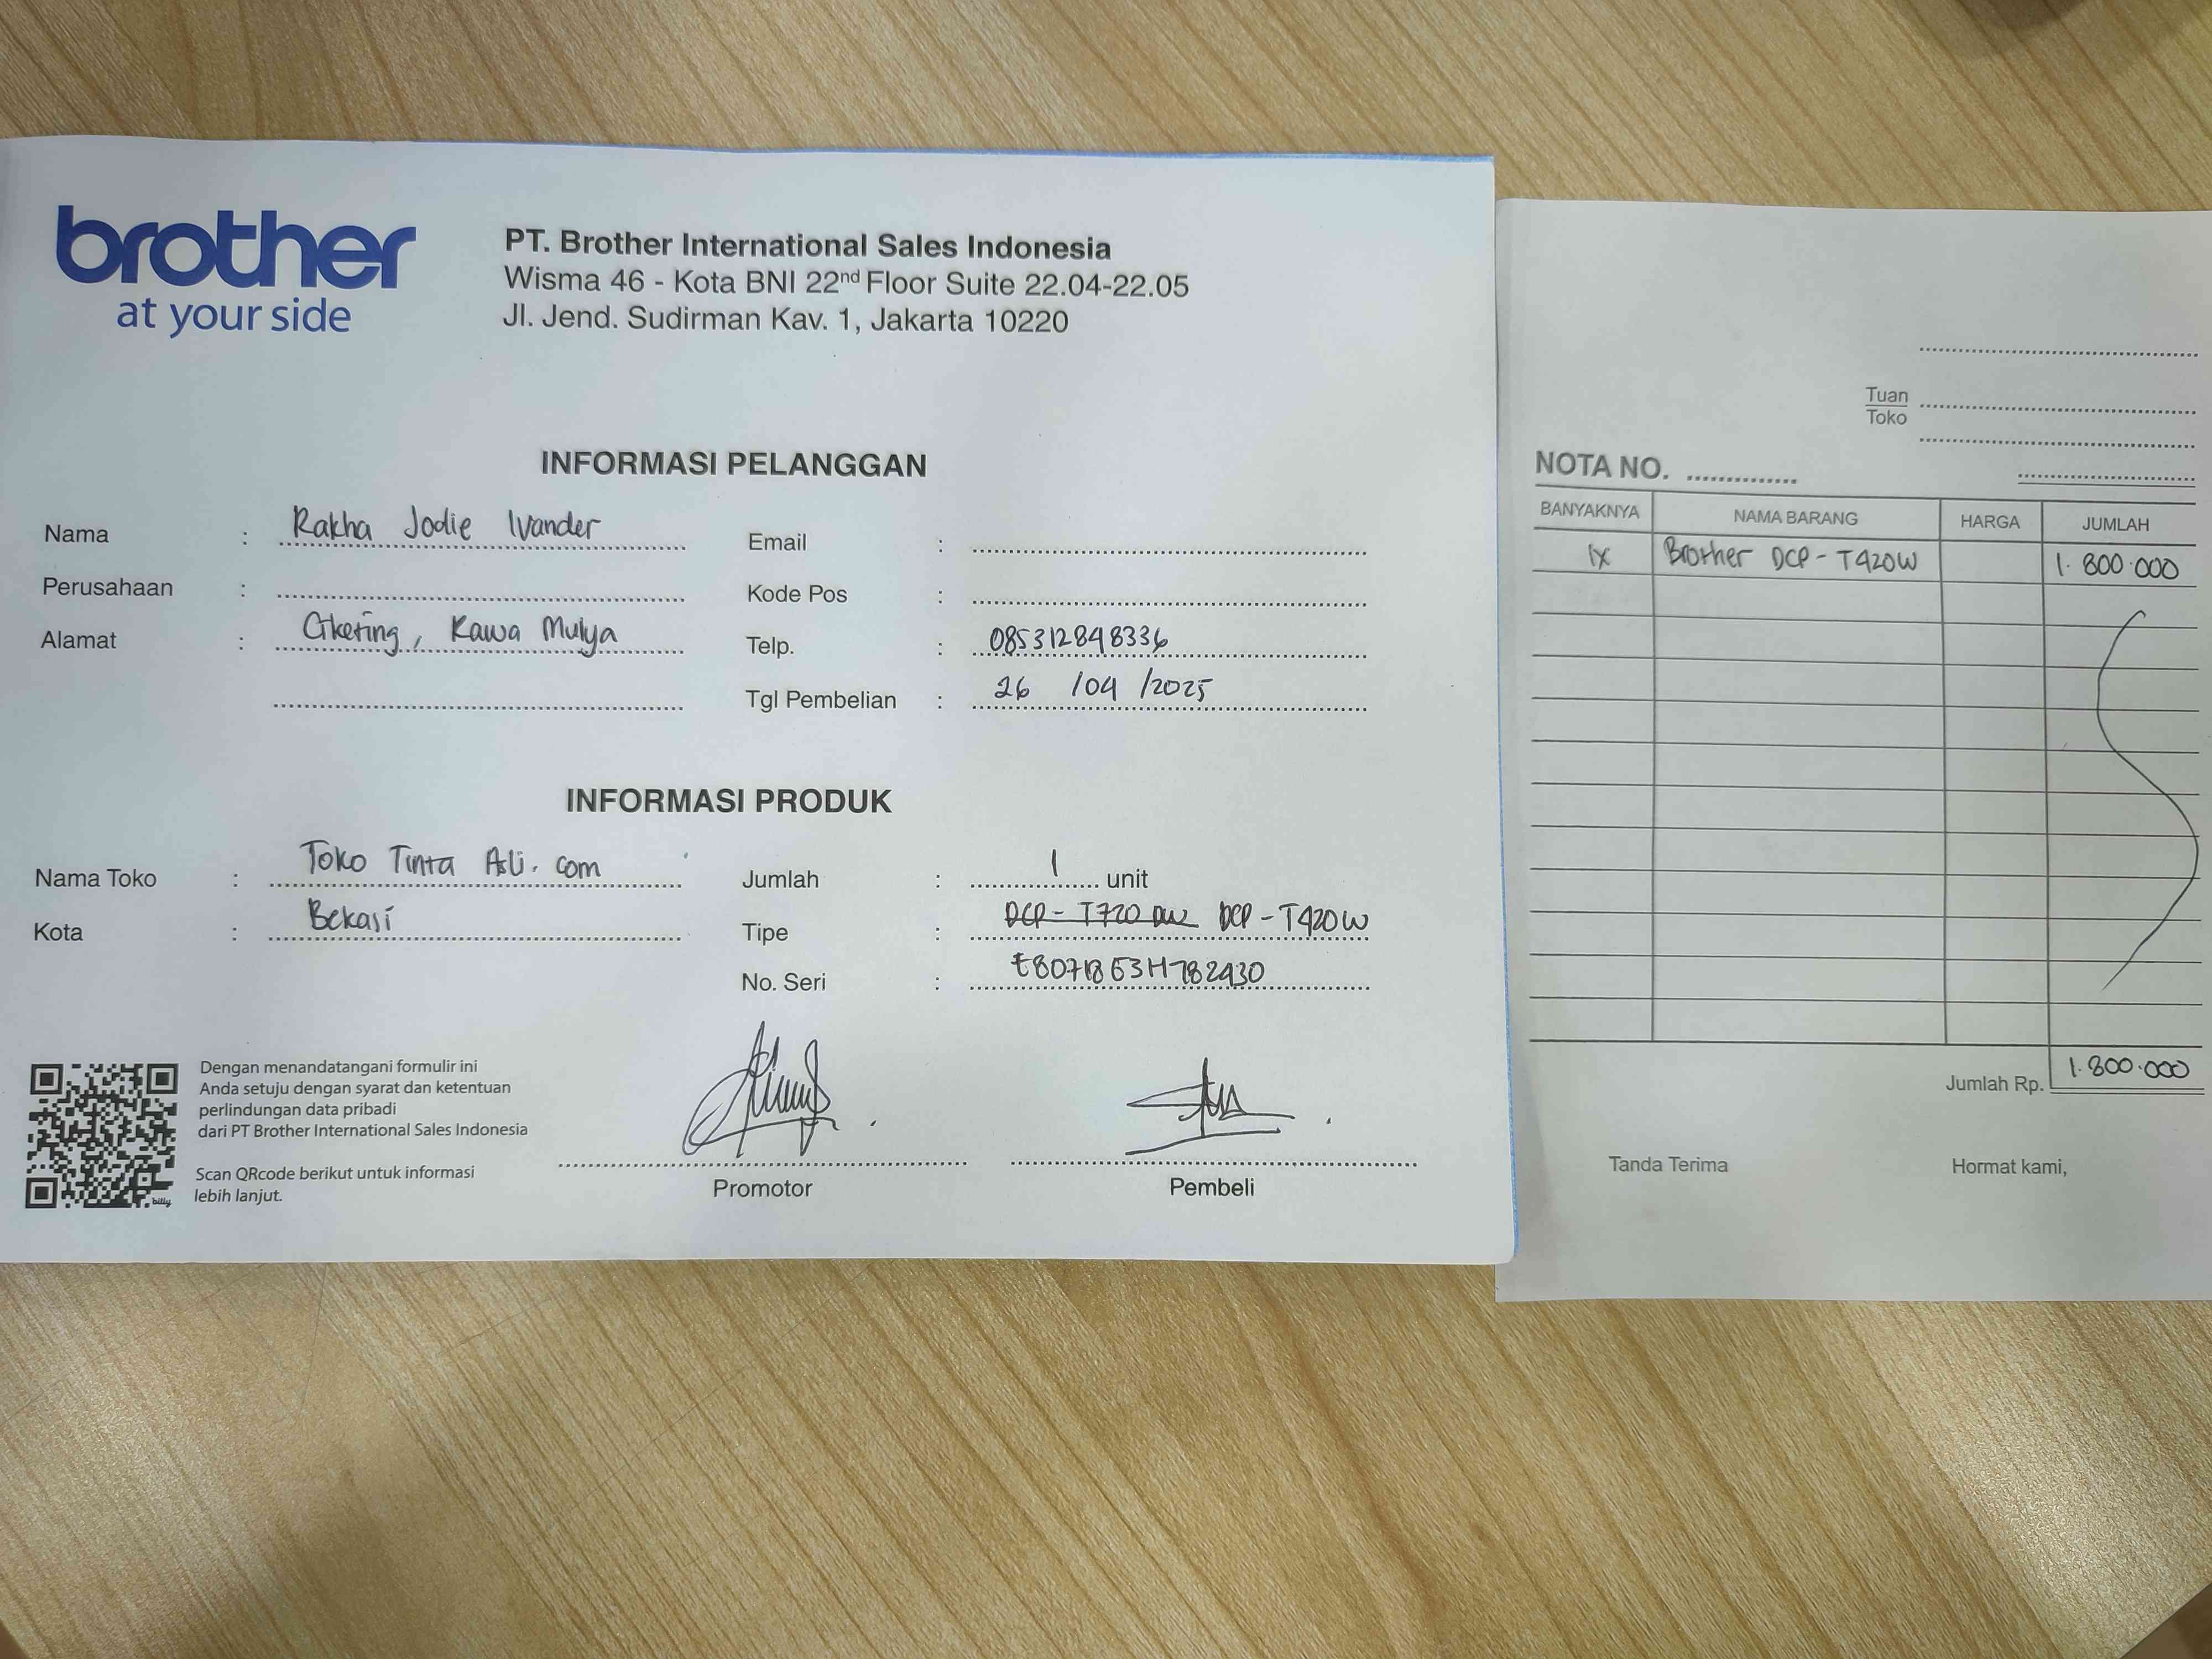 brother
at your side
PT. Brother International Sales Indonesia
Wisma 46 - Kota BNI 22nd Floor Suite 22.04-22.05
Jl. Jend. Sudirman Kav. 1, Jakarta 10220
INFORMASI PELANGGAN
Nama : Rakha Jodie Ivander
Perusahaan :
Alamat : Ciketing, Rawa Mulya
Email :
Kode Pos :
Telp. : 085312848336
Tgl Pembelian : 26 /04 /2025
INFORMASI PRODUK
Nama Toko : Toko Tinta Asli. com
Kota : Bekasi
Jumlah : 1 unit
Tipe : DCP - T720 DW DCP - T420W
No. Seri : E80718E3H782430
Dengan menandatangani formulir ini
Anda setuju dengan syarat dan ketentuan
perlindungan data pribadi
dari PT Brother International Sales Indonesia
Scan QRcode berikut untuk informasi
lebih lanjut.
billy
Promotor
Pembeli
Tuan
Toko
NOTA NO.
BANYAKNYA NAMA BARANG HARGA JUMLAH
1X Brother DCP - T420W 1.800.000
Jumlah Rp. 1.800.000
Tanda Terima Hormat kami,